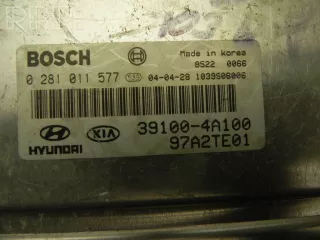 BOSCH
Made in Korea
8522 0066
0 281 011 577 04-04-28 1039S06006
HYUNDAI KIA 39100-4A100
97A2TE01